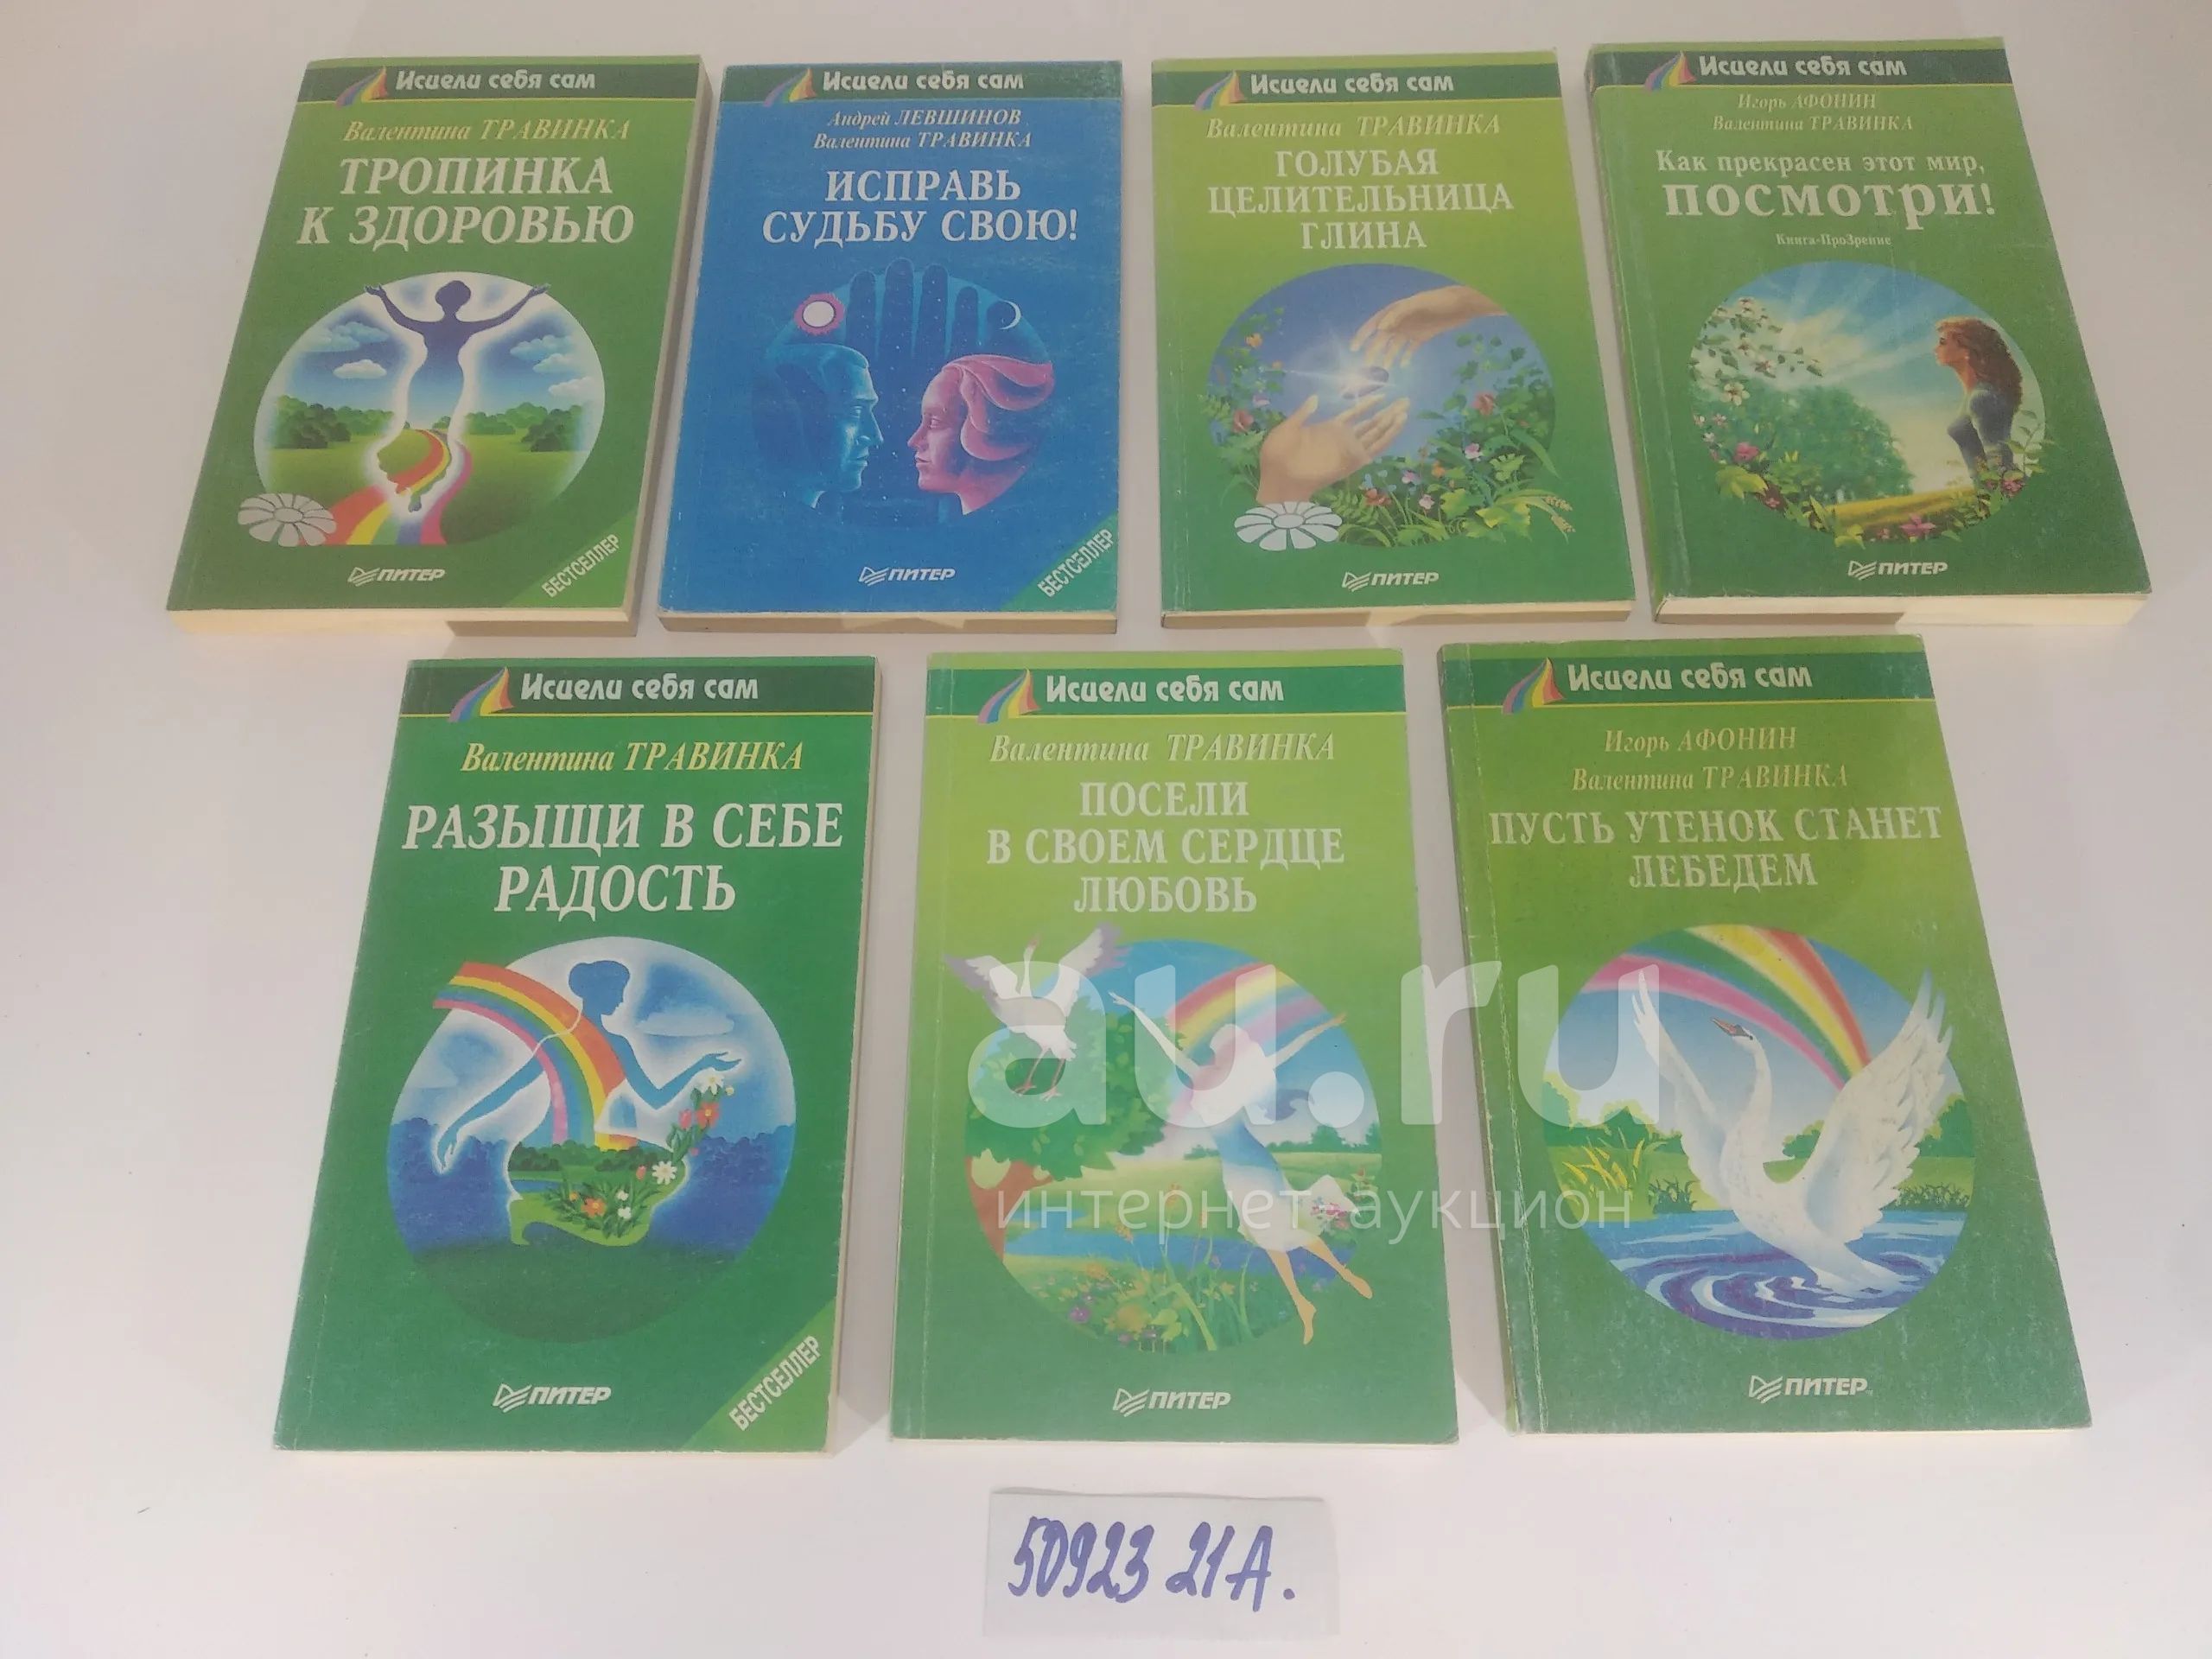 Исцели себя сам
Валентина ТРАВИНКА
ТРОПИНКА
К ЗДОРОВЬЮ
ПИТЕР
БЕСТСЕЛЛЕР
Исцели себя сам
Андрей ЛЕВШИНОВ
Валентина ТРАВИНКА
ИСПРАВЬ
СУДЬБУ СВОЮ!
ПИТЕР
БЕСТСЕЛЛЕР
Исцели себя сам
Валентина ТРАВИНКА
ГОЛУБАЯ
ЦЕЛИТЕЛЬНИЦА
ГЛИНА
ПИТЕР
Исцели себя сам
Игорь АФОНИН
Валентина ТРАВИНКА
Как прекрасен этот мир,
ПОСМОТРИ!
Книга-ПроЗрение
ПИТЕР
Исцели себя сам
Валентина ТРАВИНКА
РАЗЫЩИ В СЕБЕ
РАДОСТЬ
ПИТЕР
БЕСТСЕЛЛЕР
Исцели себя сам
Валентина ТРАВИНКА
ПОСЕЛИ
В СВОЕМ СЕРДЦЕ
ЛЮБОВЬ
ПИТЕР
Исцели себя сам
Игорь АФОНИН
Валентина ТРАВИНКА
ПУСТЬ УТЕНОК СТАНЕТ
ЛЕБЕДЕМ
ПИТЕР
au.ru
интернет аукцион
50923 21А.